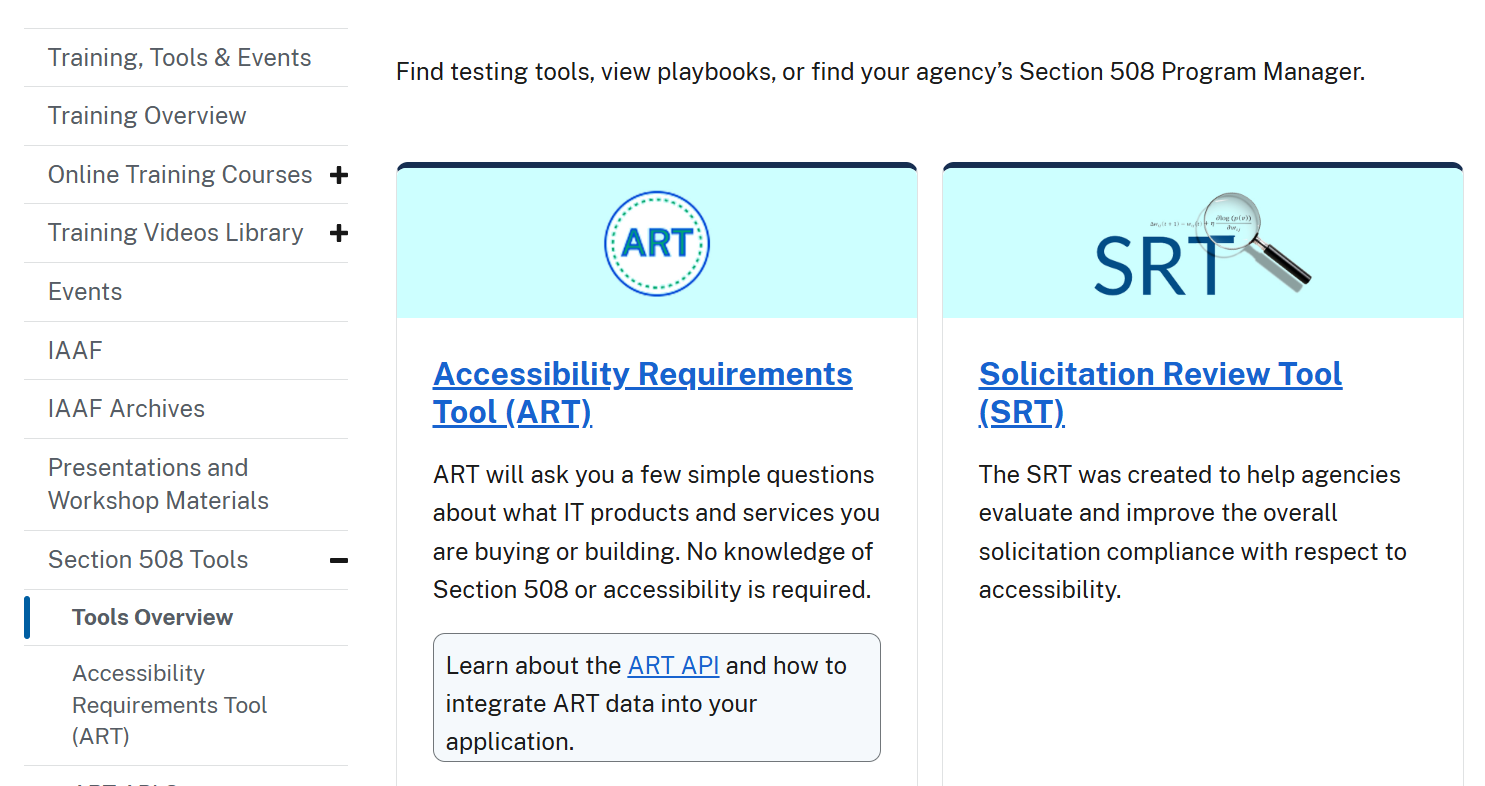 Training, Tools & Events
Training Overview
Online Training Courses
Training Videos Library
Events
IAAF
IAAF Archives
Presentations and
Workshop Materials
Section 508 Tools
Tools Overview
Accessibility
Requirements Tool
(ART)
Find testing tools, view playbooks, or find your agency’s Section 508 Program Manager.
ART
Accessibility Requirements
Tool (ART)
ART will ask you a few simple questions
about what IT products and services you
are buying or building. No knowledge of
Section 508 or accessibility is required.
Learn about the ART API and how to
integrate ART data into your
application.
SRT
Solicitation Review Tool
(SRT)
The SRT was created to help agencies
evaluate and improve the overall
solicitation compliance with respect to
accessibility.